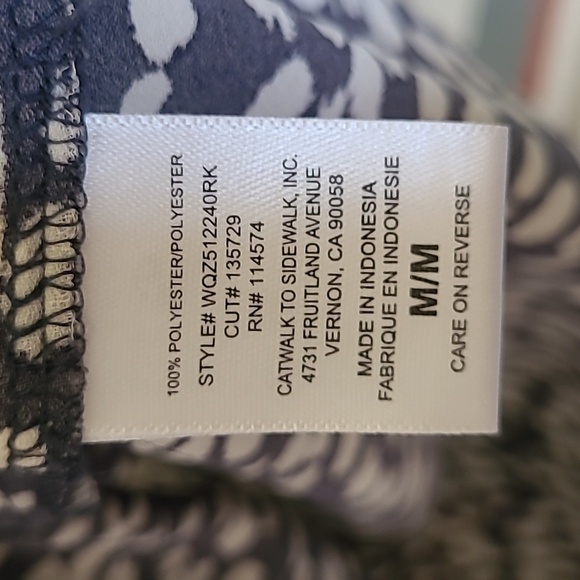 100% POLYESTER/POLYESTER
STYLE# WQZ512240RK
CUT# 135729
RN# 114574
CATWALK TO SIDEWALK, INC.
4731 FRUITLAND AVENUE
VERNON, CA 90058
MADE IN INDONESIA
FABRIQUE EN INDONESIE
M/M
CARE ON REVERSE